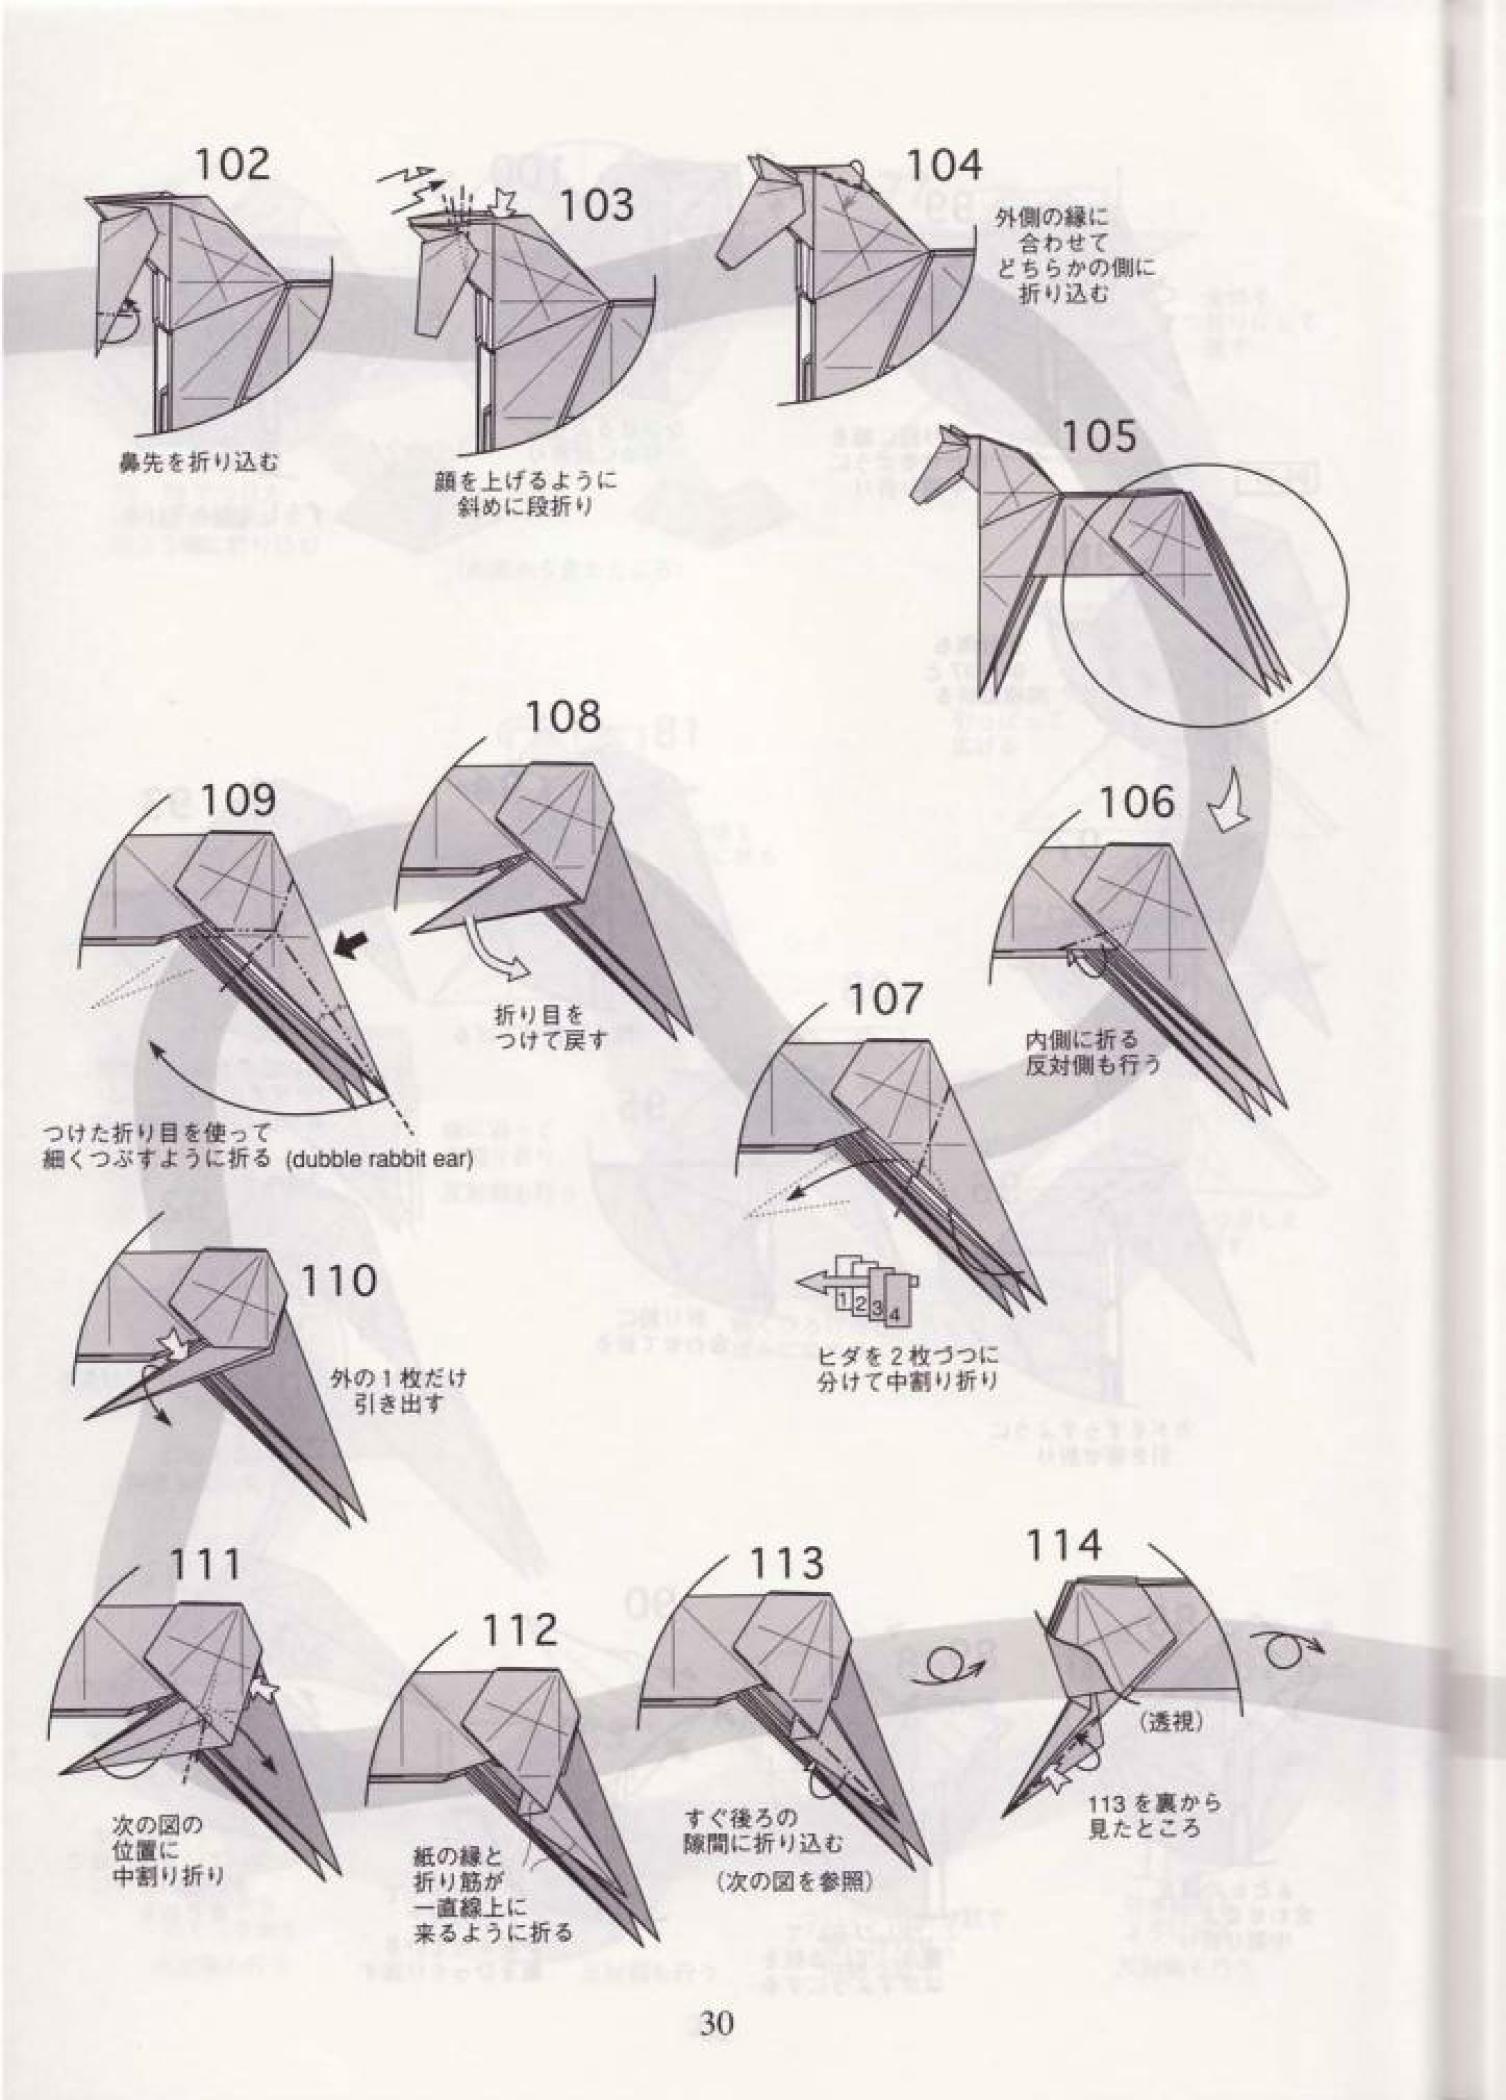 102
鼻先を折り込む
103
顔を上げるように
斜めに段折り
104
外側の縁に
合わせて
どちらかの側に
折り込む
105
106
内側に折る
反対側も行う
107
1
2
3
4
ヒダを2枚づつに
分けて中割り折り
108
折り目を
つけて戻す
109
つけた折り目を使って
細くつぶすように折る (dubble rabbit ear)
110
外の1枚だけ
引き出す
111
次の図の
位置に
中割り折り
112
紙の縁と
折り筋が
一直線上に
来るように折る
113
すぐ後ろの
隙間に折り込む
(次の図を参照)
114
(透視)
113を裏から
見たところ
30